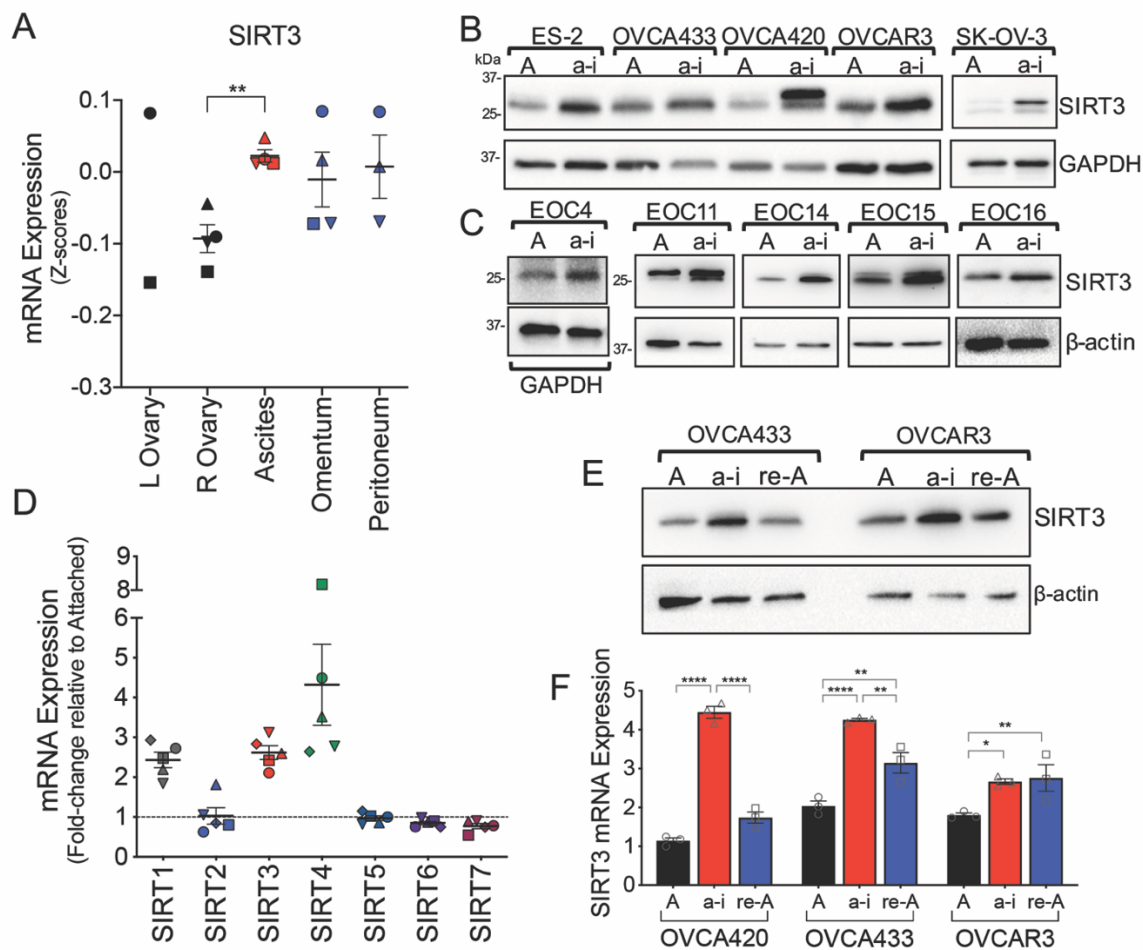 A
SIRT3
**
mRNA Expression
(Z-scores)
0.1
0.0
-0.1
-0.2
-0.3
L Ovary
R Ovary
Ascites
Omentum
Peritoneum
B
ES-2 OVCA433 OVCA420 OVCAR3 SK-OV-3
kDa A a-i A a-i A a-i A a-i A a-i
37-
25-
SIRT3
37-
GAPDH
C
EOC4 EOC11 EOC14 EOC15 EOC16
kDa A a-i A a-i A a-i A a-i A a-i
25- 25-
SIRT3
37- 37-
β-actin
GAPDH
D
mRNA Expression
(Fold-change relative to Attached)
9
8
6
5
4
3
2
1
0
SIRT1
SIRT2
SIRT3
SIRT4
SIRT5
SIRT6
SIRT7
E
OVCA433 OVCAR3
A a-i re-A A a-i re-A
SIRT3
β-actin
F
SIRT3 mRNA Expression
5
4
3
2
1
0
**** ****
**
**** **
**
*
A a-i re-A A a-i re-A A a-i re-A
OVCA420 OVCA433 OVCAR3